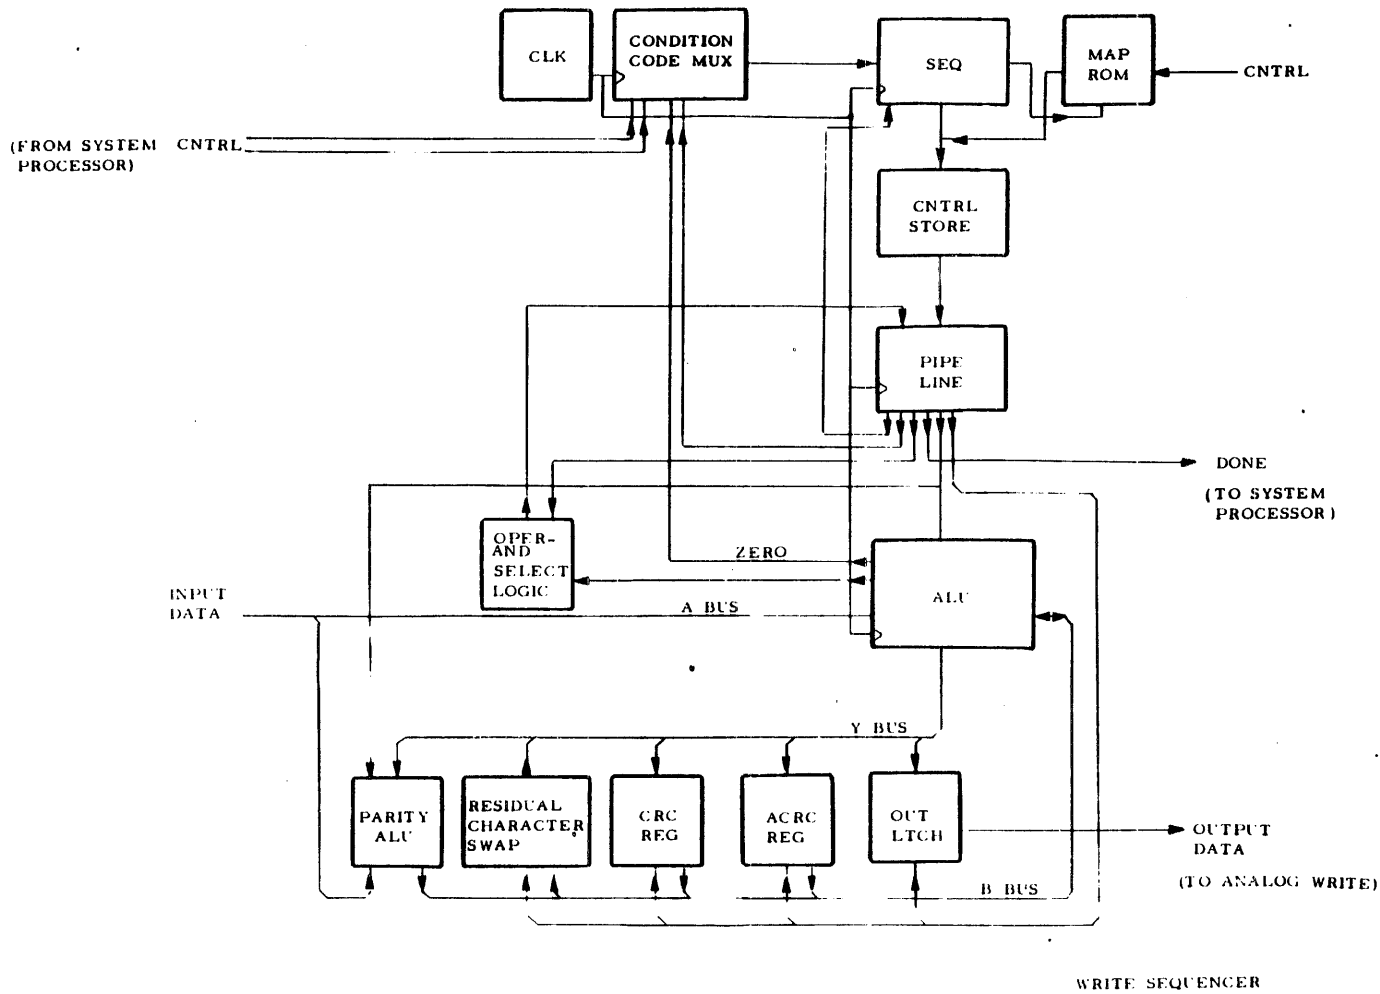 CLK
CONDITION
CODE MUX
SEQ
MAP
ROM
CNTRL
(FROM SYSTEM CNTRL
PROCESSOR)
CNTRL
STORE
PIPE
LINE
DONE
(TO SYSTEM
PROCESSOR)
OPER-
AND
SELECT
LOGIC
ZERO
ALU
INPUT
DATA
A BUS
Y BUS
PARITY
ALU
RESIDUAL
CHARACTER
SWAP
CRC
REG
ACRC
REG
OUT
LTCH
OUTPUT
DATA
(TO ANALOG WRITE)
B BUS
WRITE SEQUENCER